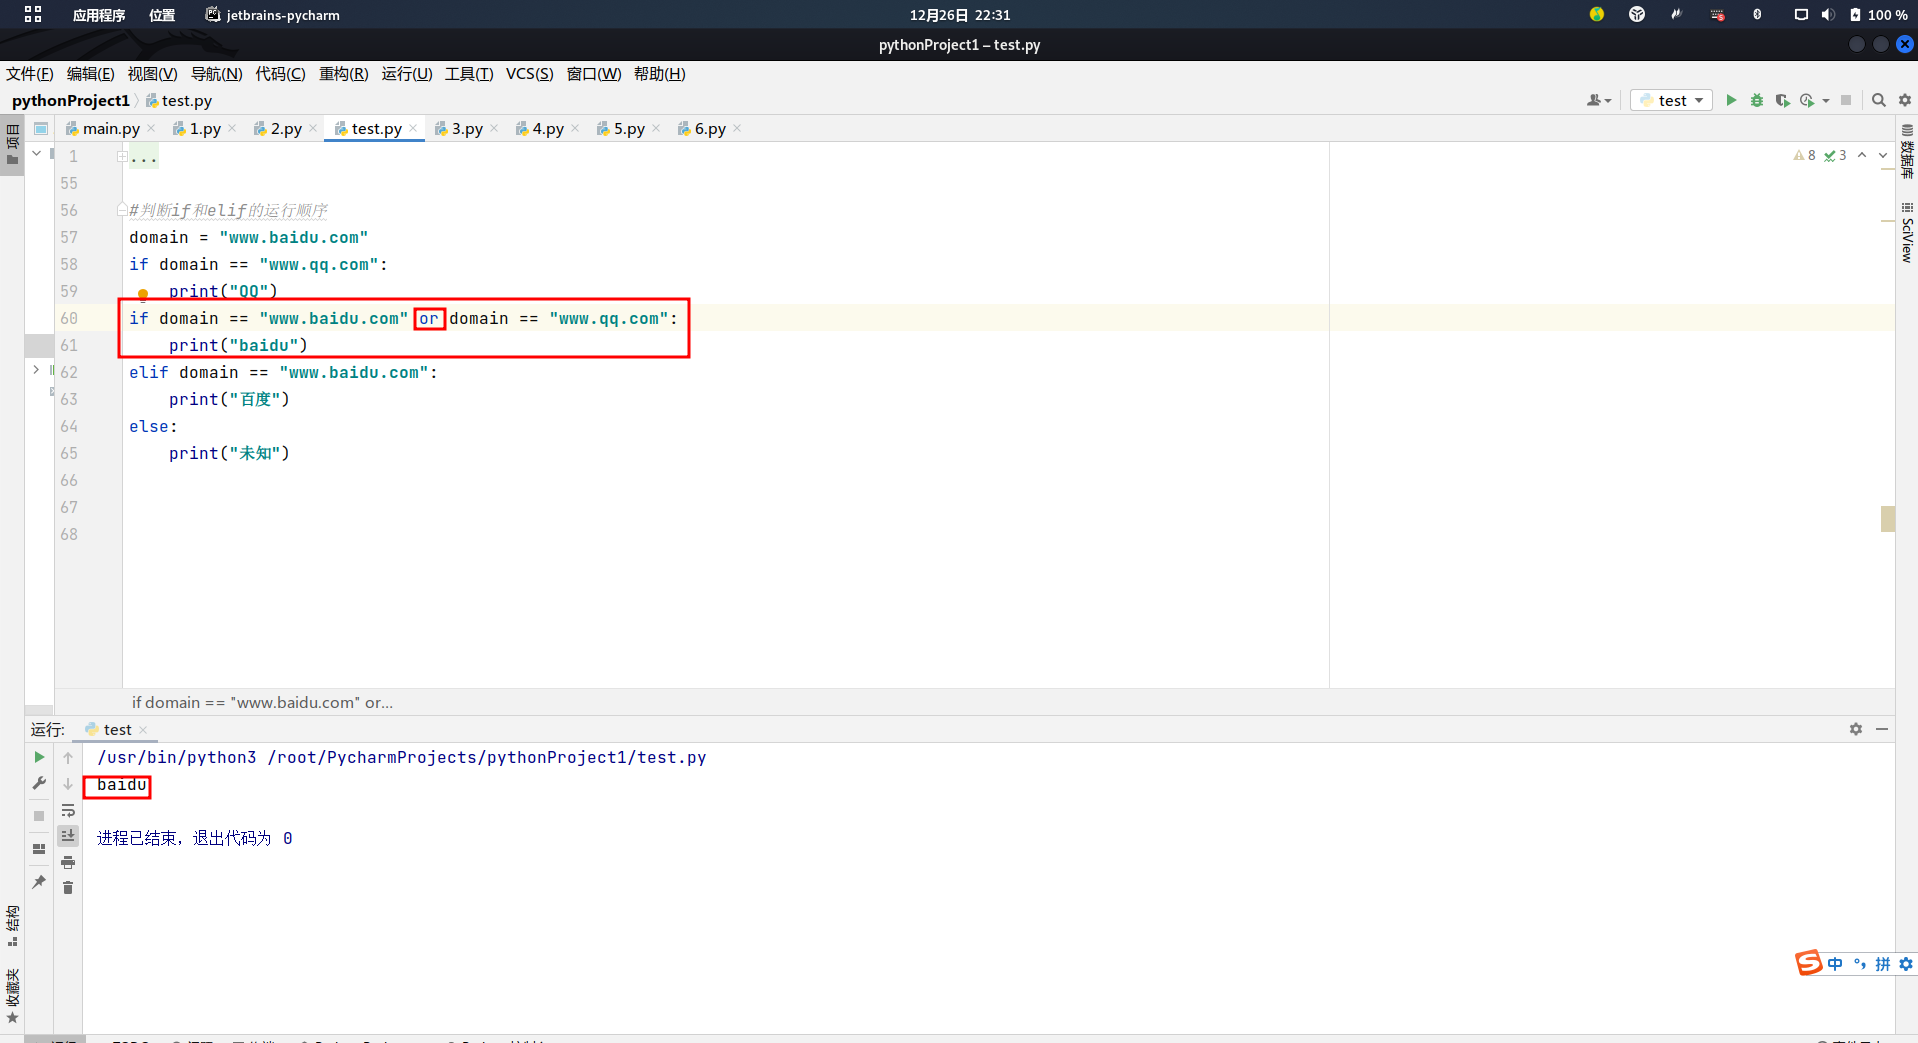 应用程序 位置 jetbrains-pycharm 12月26日 22:31 100 %
pythonProject1 – test.py
文件(F) 编辑(E) 视图(V) 导航(N) 代码(C) 重构(R) 运行(U) 工具(T) VCS(S) 窗口(W) 帮助(H)
pythonProject1 test.py test
main.py 1.py 2.py test.py 3.py 4.py 5.py 6.py
项目
数据库
SciView
8 3
1 ...
55
56 #判断if和elif的运行顺序
57 domain = "www.baidu.com"
58 if domain == "www.qq.com":
59 print("QQ")
60 if domain == "www.baidu.com" or domain == "www.qq.com":
61 print("baidu")
62 elif domain == "www.baidu.com":
63 print("百度")
64 else:
65 print("未知")
66
67
68
if domain == "www.baidu.com" or...
运行: test
/usr/bin/python3 /root/PycharmProjects/pythonProject1/test.py
baidu
进程已结束，退出代码为 0
结构
收藏夹
中 °, 拼